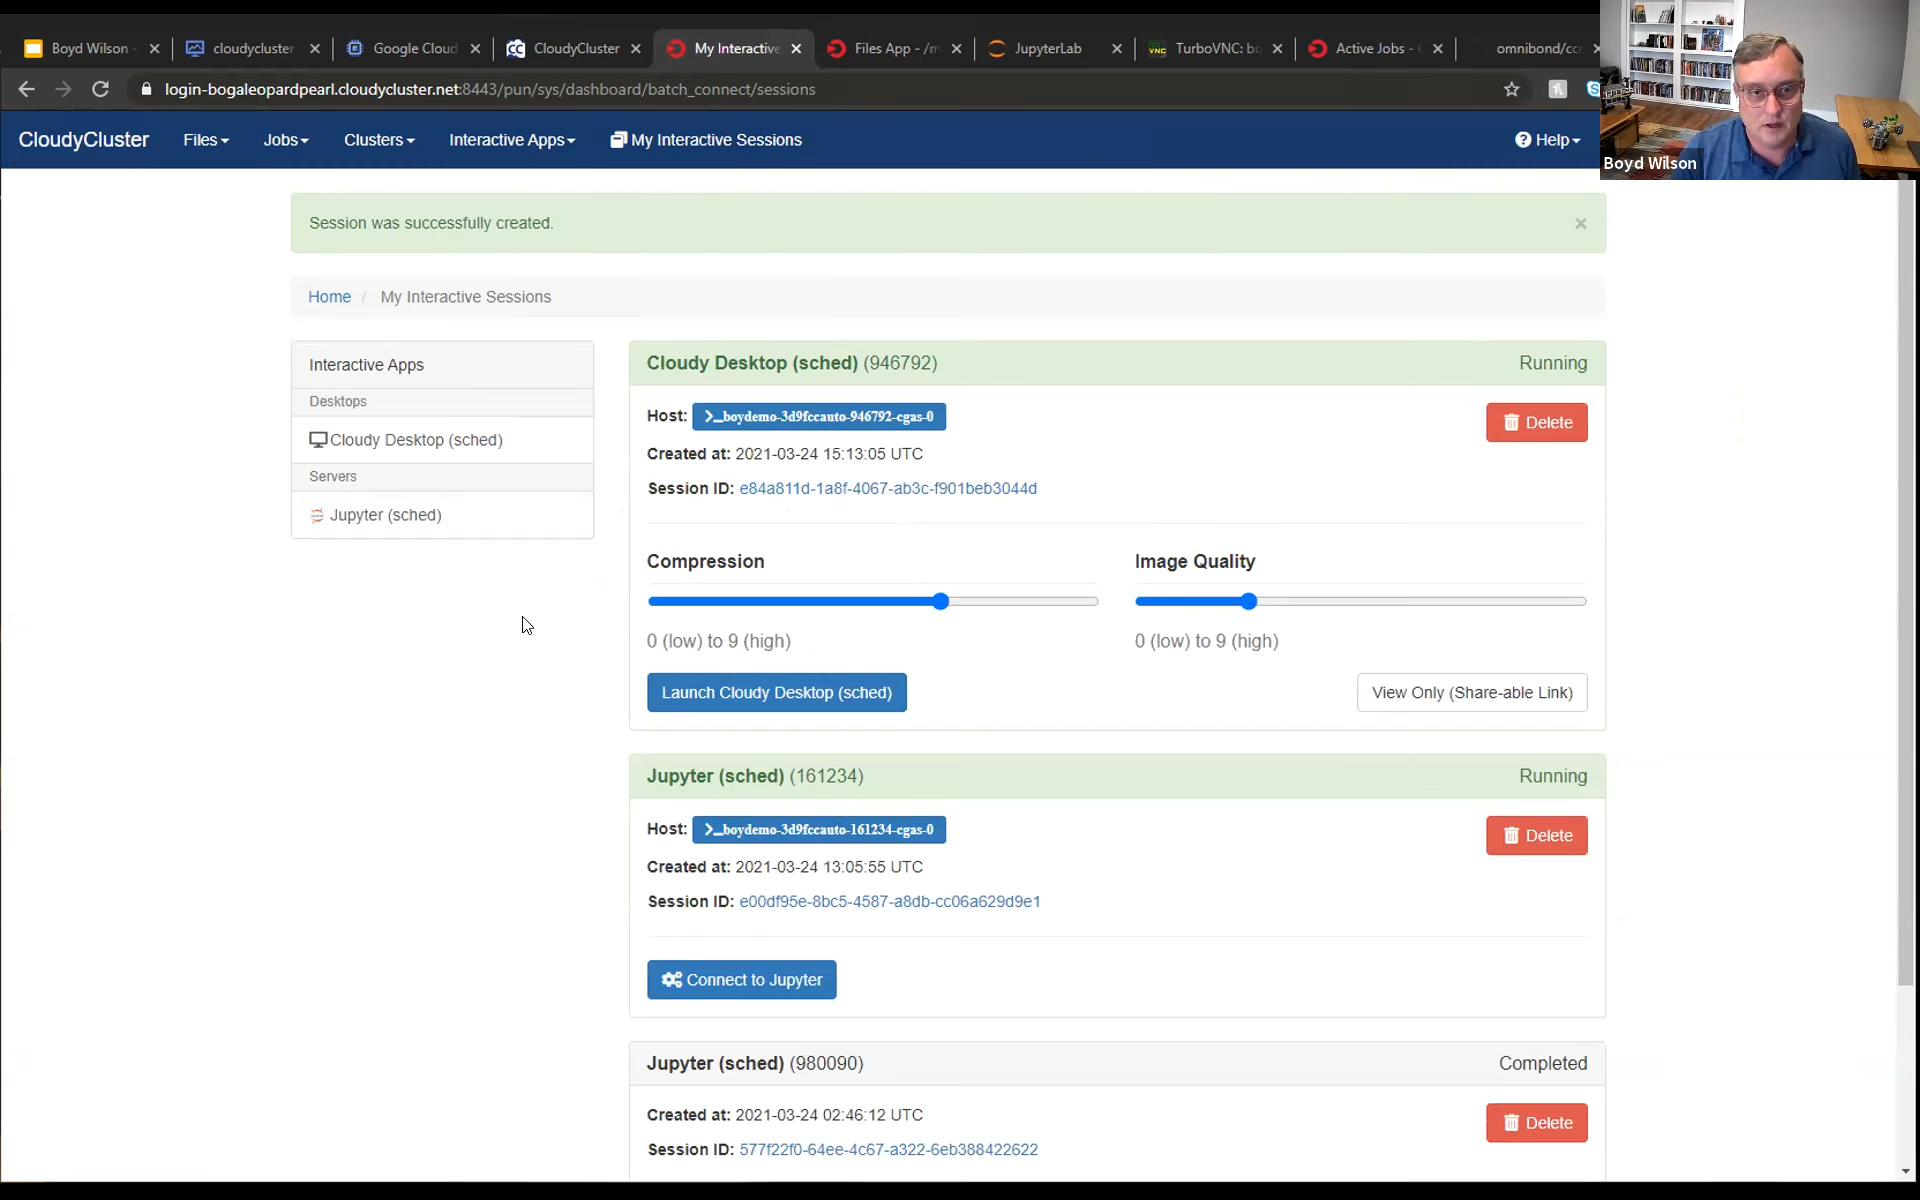 Boyd Wilson -
cloudycluster
Google Cloud
CloudyCluster
My Interactive
Files App - /m
JupyterLab
TurboVNC: bo
Active Jobs -
omnibond/cc
login-bogaleopardpearl.cloudycluster.net:8443/pun/sys/dashboard/batch_connect/sessions
Boyd Wilson
CloudyCluster Files Jobs Clusters Interactive Apps My Interactive Sessions Help
Session was successfully created.
Home / My Interactive Sessions
Interactive Apps
Desktops
Cloudy Desktop (sched)
Servers
Jupyter (sched)
Cloudy Desktop (sched) (946792) Running
Host: >_boydemo-3d9fccauto-946792-cgas-0
Delete
Created at: 2021-03-24 15:13:05 UTC
Session ID: e84a811d-1a8f-4067-ab3c-f901beb3044d
Compression Image Quality
0 (low) to 9 (high) 0 (low) to 9 (high)
Launch Cloudy Desktop (sched) View Only (Share-able Link)
Jupyter (sched) (161234) Running
Host: >_boydemo-3d9fccauto-161234-cgas-0
Delete
Created at: 2021-03-24 13:05:55 UTC
Session ID: e00df95e-8bc5-4587-a8db-cc06a629d9e1
Connect to Jupyter
Jupyter (sched) (980090) Completed
Created at: 2021-03-24 02:46:12 UTC
Delete
Session ID: 577f22f0-64ee-4c67-a322-6eb388422622